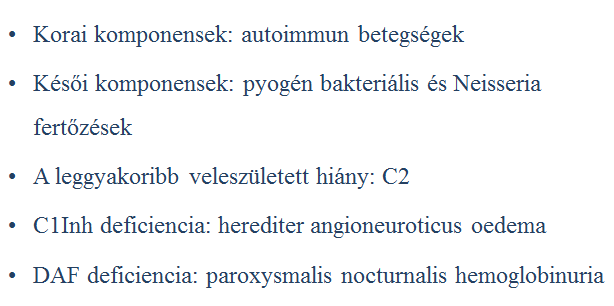 • Korai komponensek: autoimmun betegségek
• Késői komponensek: pyogén bakteriális és Neisseria
fertőzések
• A leggyakoribb veleszületett hiány: C2
• C1Inh deficiencia: herediter angioneuroticus oedema
• DAF deficiencia: paroxysmalis nocturnalis hemoglobinuria